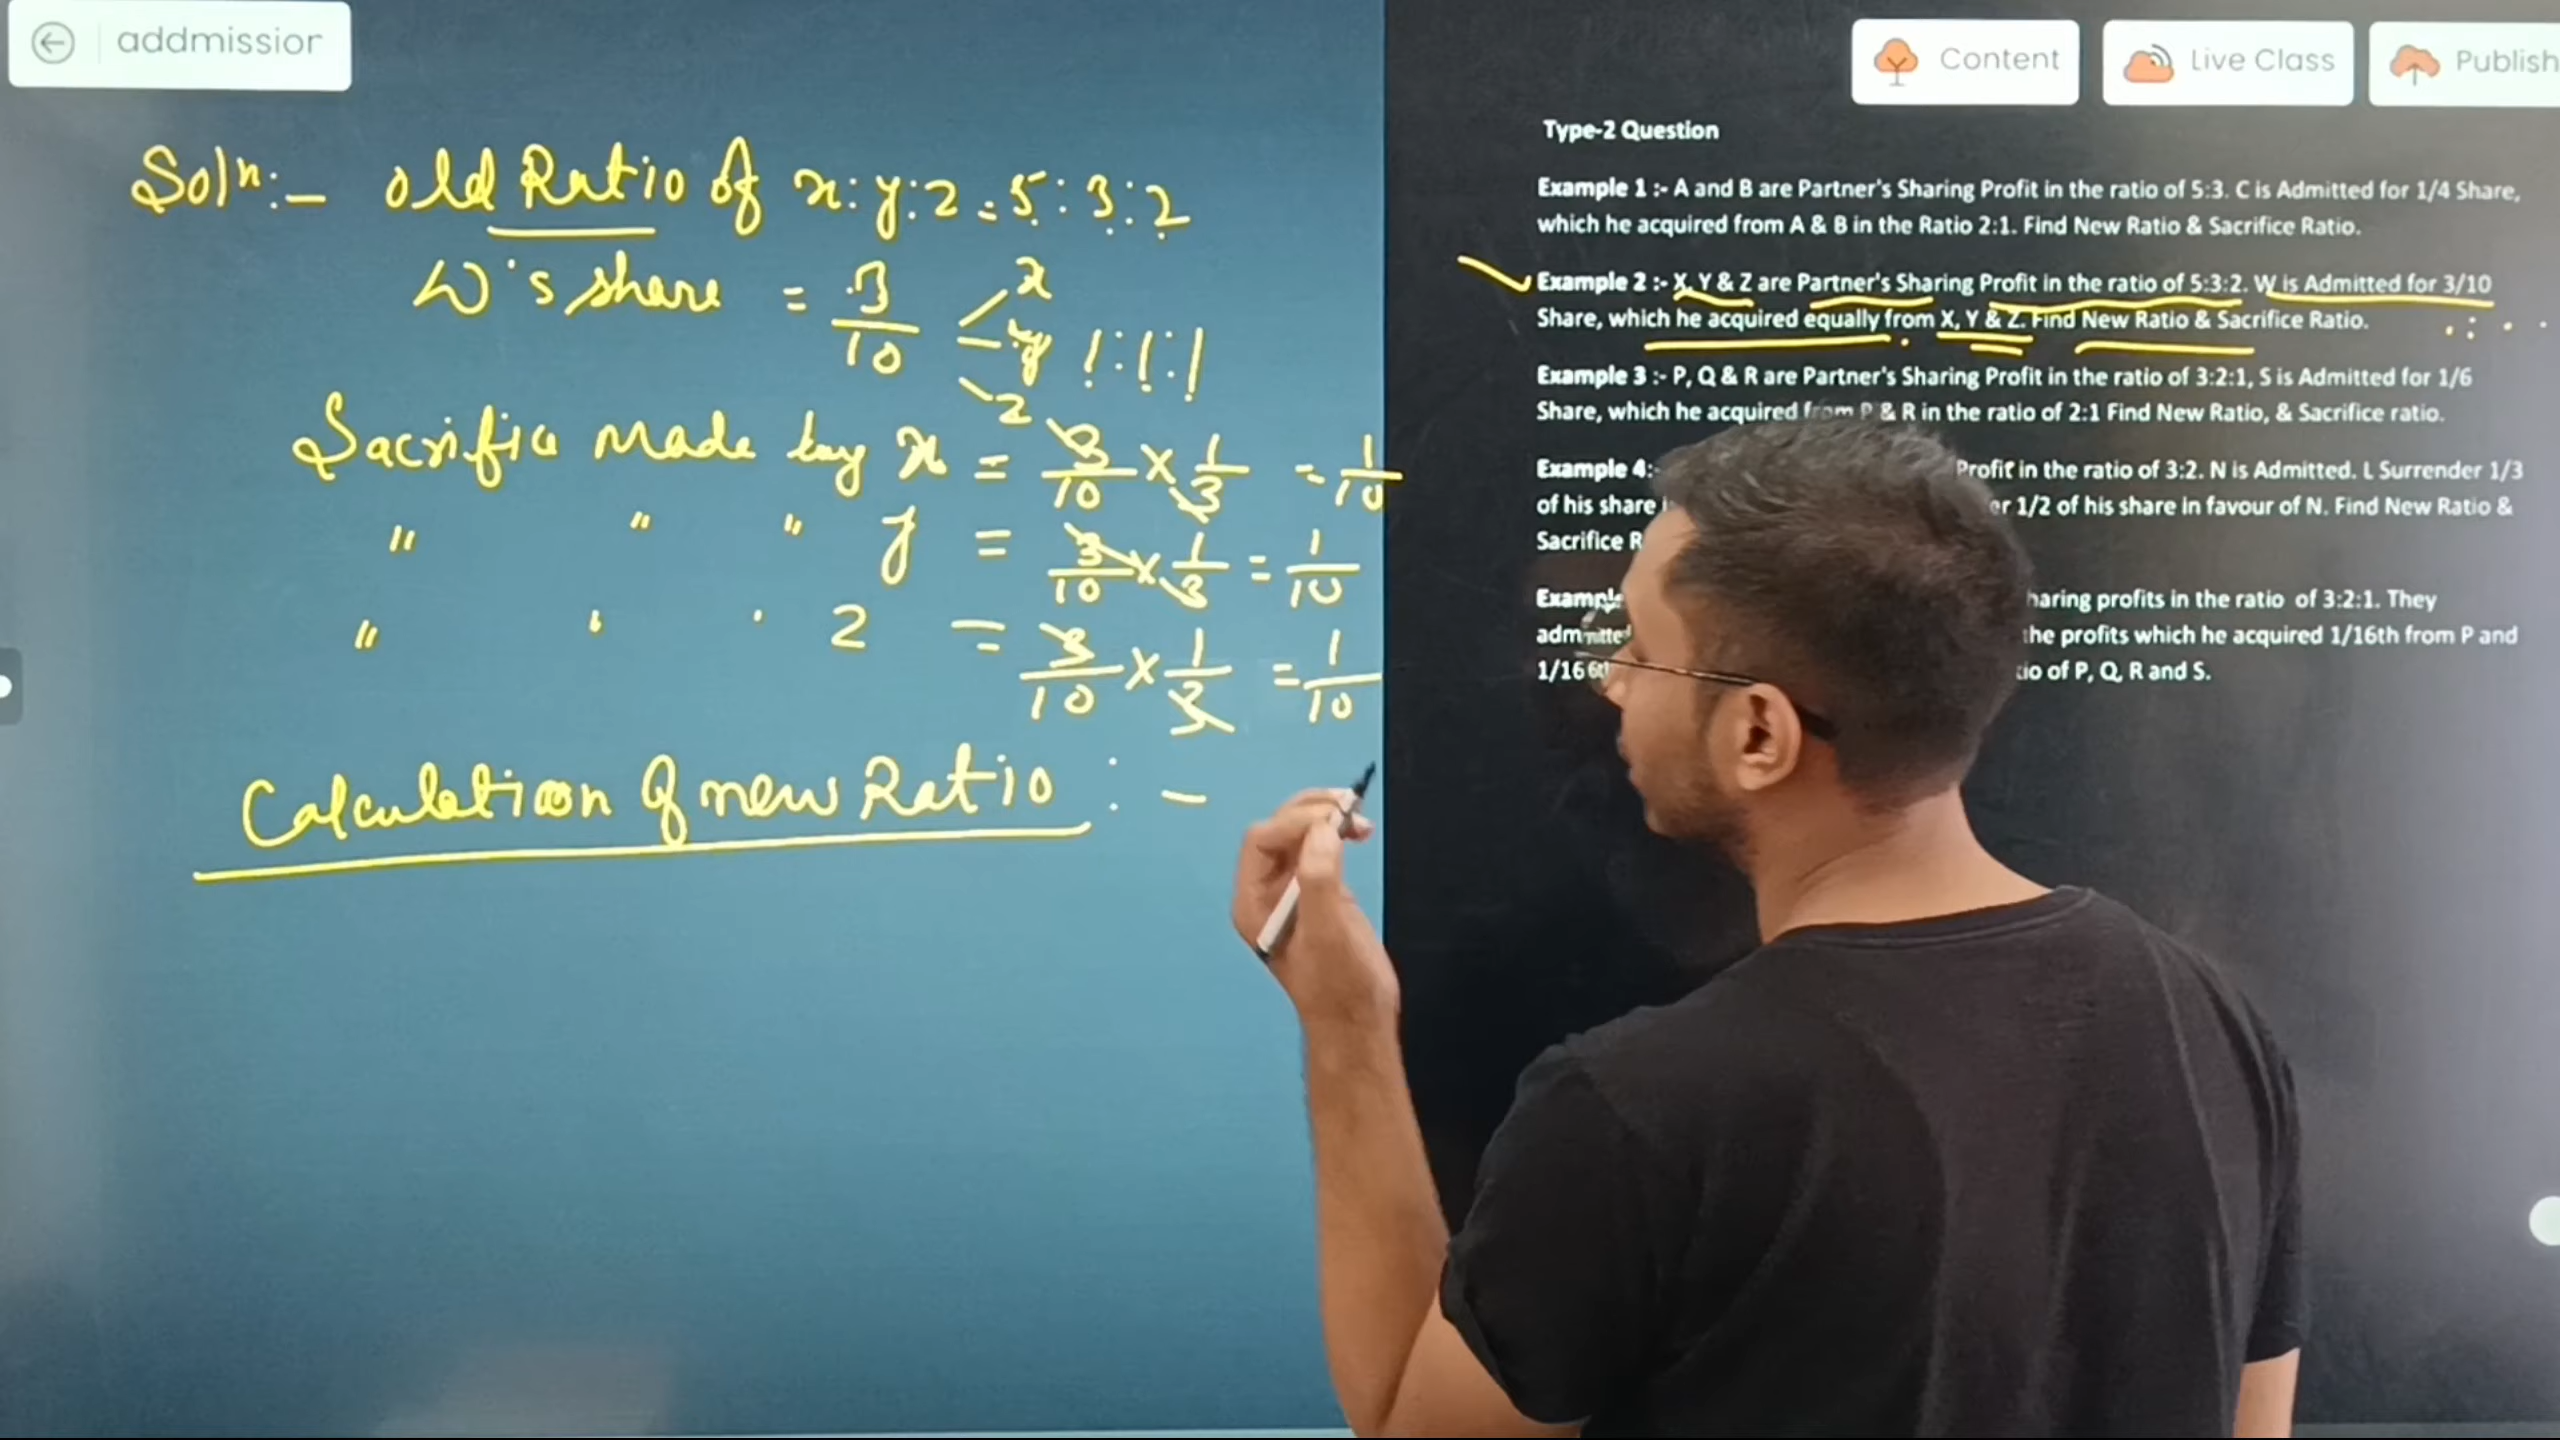 addmissior
Content
Live Class
Publish
Soln:- Old Ratio of x:y:z = 5:3:2
W's share = 3/10 x y z 1:1:1
Sacrifice made by x = 3/10 × 1/3 = 1/10
" " " y = 3/10 × 1/3 = 1/10
" " " z = 3/10 × 1/3 = 1/10
Calculation of new Ratio :-
Type-2 Question
Example 1 :- A and B are Partner's Sharing Profit in the ratio of 5:3. C is Admitted for 1/4 Share,
which he acquired from A & B in the Ratio 2:1. Find New Ratio & Sacrifice Ratio.
Example 2 :- X, Y & Z are Partner's Sharing Profit in the ratio of 5:3:2. W is Admitted for 3/10
Share, which he acquired equally from X, Y & Z. Find New Ratio & Sacrifice Ratio.
Example 3 :- P, Q & R are Partner's Sharing Profit in the ratio of 3:2:1, S is Admitted for 1/6
Share, which he acquired from P & R in the ratio of 2:1 Find New Ratio, & Sacrifice ratio.
Example 4:- Profit in the ratio of 3:2. N is Admitted. L Surrender 1/3
of his share er 1/2 of his share in favour of N. Find New Ratio &
Sacrifice R
Example haring profits in the ratio of 3:2:1. They
admitted the profits which he acquired 1/16th from P and
1/16 io of P, Q, R and S.